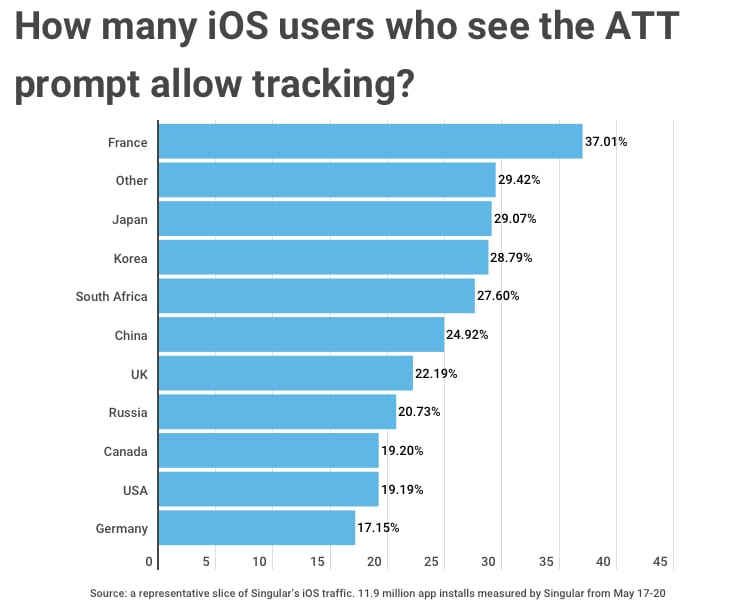 How many iOS users who see the ATT
prompt allow tracking?
France 37.01%
Other 29.42%
Japan 29.07%
Korea 28.79%
South Africa 27.60%
China 24.92%
UK 22.19%
Russia 20.73%
Canada 19.20%
USA 19.19%
Germany 17.15%
0 5 10 15 20 25 30 35 40 45
Source: a representative slice of Singular's iOS traffic. 11.9 million app installs measured by Singular from May 17-20